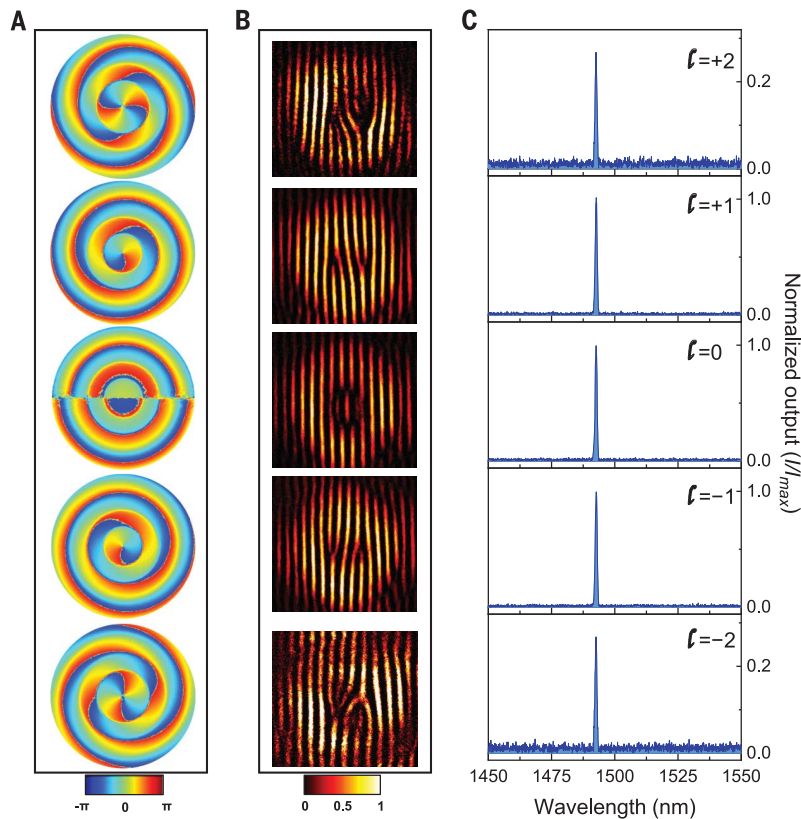 A
B
C
ℓ=+2
0.2
0.0
ℓ=+1
1.0
0.0
ℓ=0
1.0
0.0
ℓ=−1
1.0
0.0
ℓ=−2
0.2
0.0
Normalized output (I/Imax)
-π 0 π
0 0.5 1
1450 1475 1500 1525 1550
Wavelength (nm)